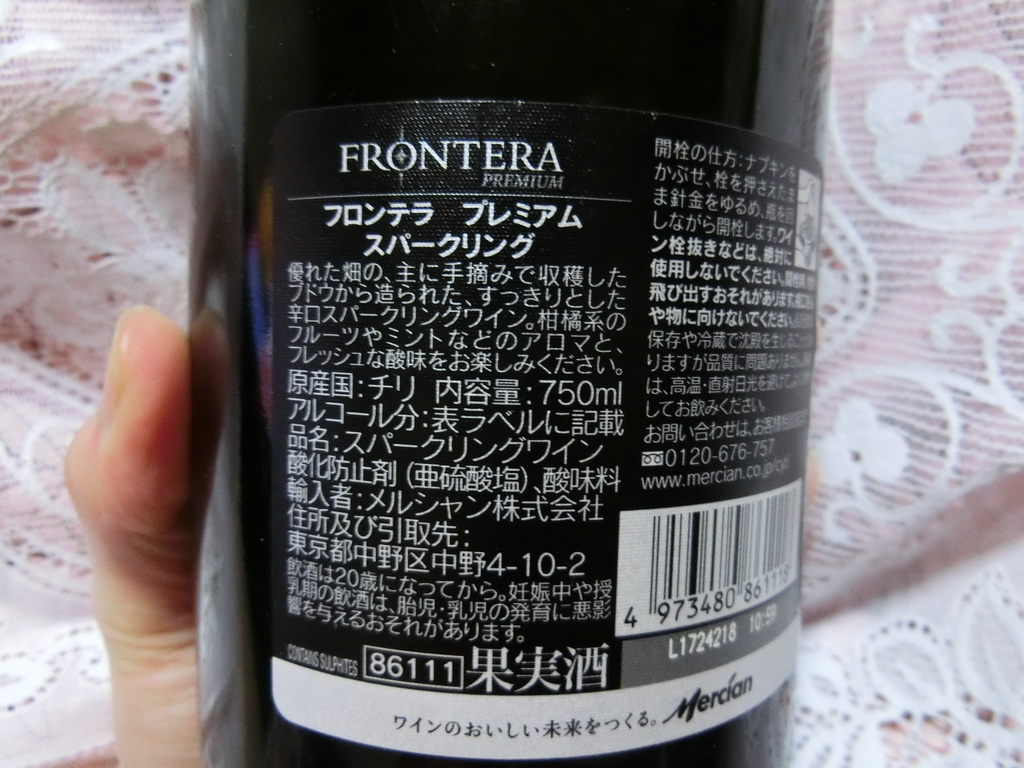 FRONTERA
PREMIUM
フロンテラ プレミアム
スパークリング
優れた畑の、主に手摘みで収穫した
ブドウから造られた、すっきりとした
辛口スパークリングワイン。柑橘系の
フルーツやミントなどのアロマと、
フレッシュな酸味をお楽しみください。
原産国:チリ 内容量:750ml
アルコール分:表ラベルに記載
品名:スパークリングワイン
酸化防止剤(亜硫酸塩)、酸味料
輸入者:メルシャン株式会社
住所及び引取先:
東京都中野区中野4-10-2
飲酒は20歳になってから。妊娠中や授
乳期の飲酒は、胎児・乳児の発育に悪影
響を与えるおそれがあります。
CONTAINS SULPHITES 86111 果実酒
開栓の仕方:ナプキンを
かぶせ、栓を押さえたま
ま針金をゆるめ、瓶を回
しながら開栓します。ワイ
ン栓抜きなどは、絶対に
使用しないでください。
飛び出すおそれがあります。
や物に向けないでください。
保存や冷蔵で沈殿を生じる
りますが品質に問題ありません。
は、高温・直射日光を避けて
してお飲みください。
お問い合わせは、お客様相談室
0120-676-757
www.mercian.co.jp
4 973480 861118
L1724218 10:59
ワインのおいしい未来をつくる。 Mercian